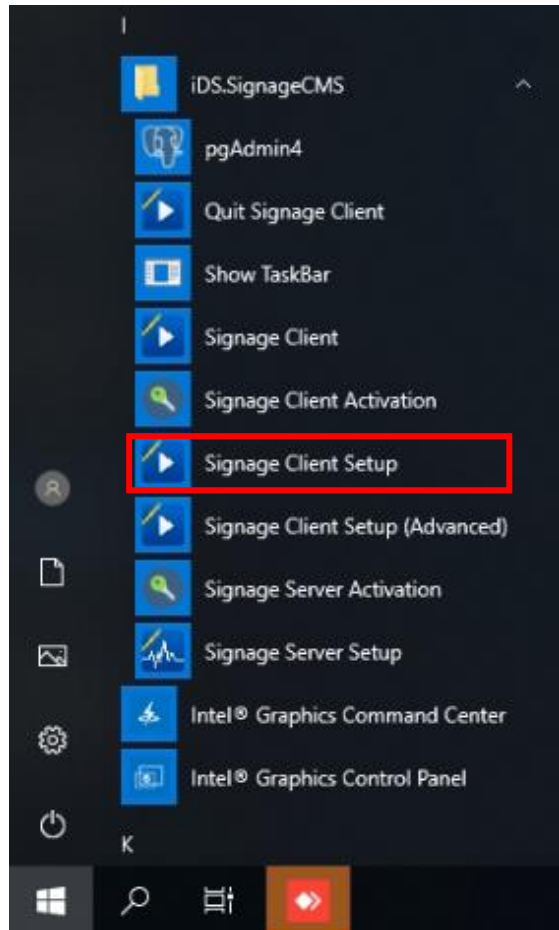 I
iDS.SignageCMS
pgAdmin4
Quit Signage Client
Show TaskBar
Signage Client
Signage Client Activation
Signage Client Setup
Signage Client Setup (Advanced)
Signage Server Activation
Signage Server Setup
Intel® Graphics Command Center
Intel® Graphics Control Panel
K